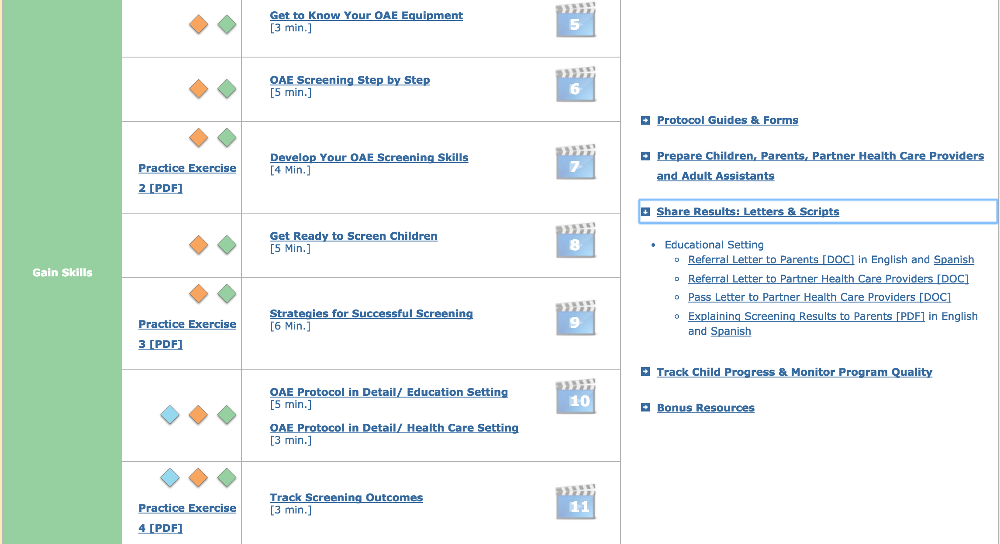 Gain Skills
Get to Know Your OAE Equipment
[3 min.]
5
OAE Screening Step by Step
[5 min.]
6
Practice Exercise
2 [PDF]
Develop Your OAE Screening Skills
[4 Min.]
7
Get Ready to Screen Children
[5 Min.]
8
Practice Exercise
3 [PDF]
Strategies for Successful Screening
[6 Min.]
9
OAE Protocol in Detail/ Education Setting
[5 min.]
OAE Protocol in Detail/ Health Care Setting
[3 min.]
10
Practice Exercise
4 [PDF]
Track Screening Outcomes
[3 min.]
11
Protocol Guides & Forms
Prepare Children, Parents, Partner Health Care Providers
and Adult Assistants
Share Results: Letters & Scripts
Educational Setting
Referral Letter to Parents [DOC] in English and Spanish
Referral Letter to Partner Health Care Providers [DOC]
Pass Letter to Partner Health Care Providers [DOC]
Explaining Screening Results to Parents [PDF] in English
and Spanish
Track Child Progress & Monitor Program Quality
Bonus Resources